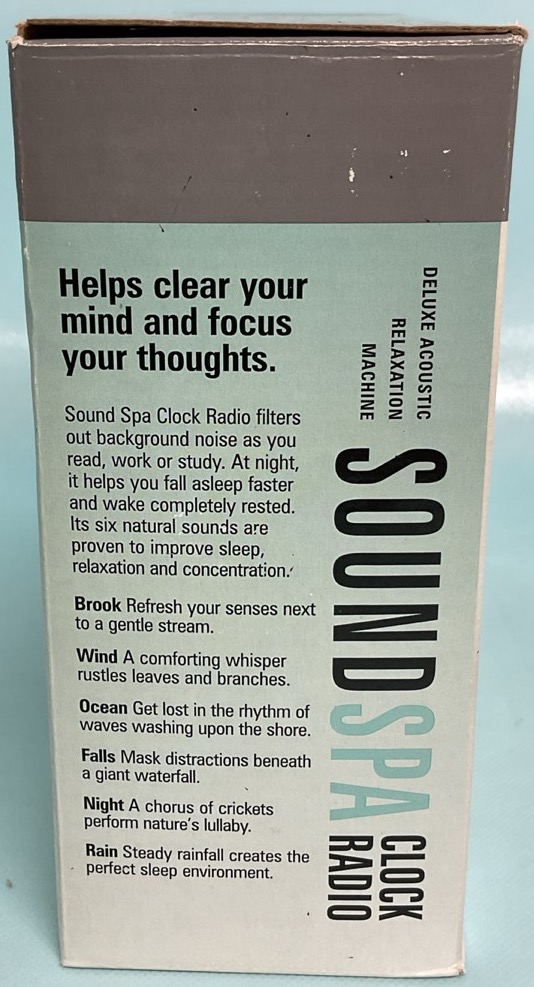 Helps clear your
mind and focus
your thoughts.
Sound Spa Clock Radio filters
out background noise as you
read, work or study. At night,
it helps you fall asleep faster
and wake completely rested.
Its six natural sounds are
proven to improve sleep,
relaxation and concentration.
Brook Refresh your senses next
to a gentle stream.
Wind A comforting whisper
rustles leaves and branches.
Ocean Get lost in the rhythm of
waves washing upon the shore.
Falls Mask distractions beneath
a giant waterfall.
Night A chorus of crickets
perform nature's lullaby.
Rain Steady rainfall creates the
perfect sleep environment.
DELUXE ACOUSTIC
RELAXATION
MACHINE
SOUNDSPA
CLOCK
RADIO